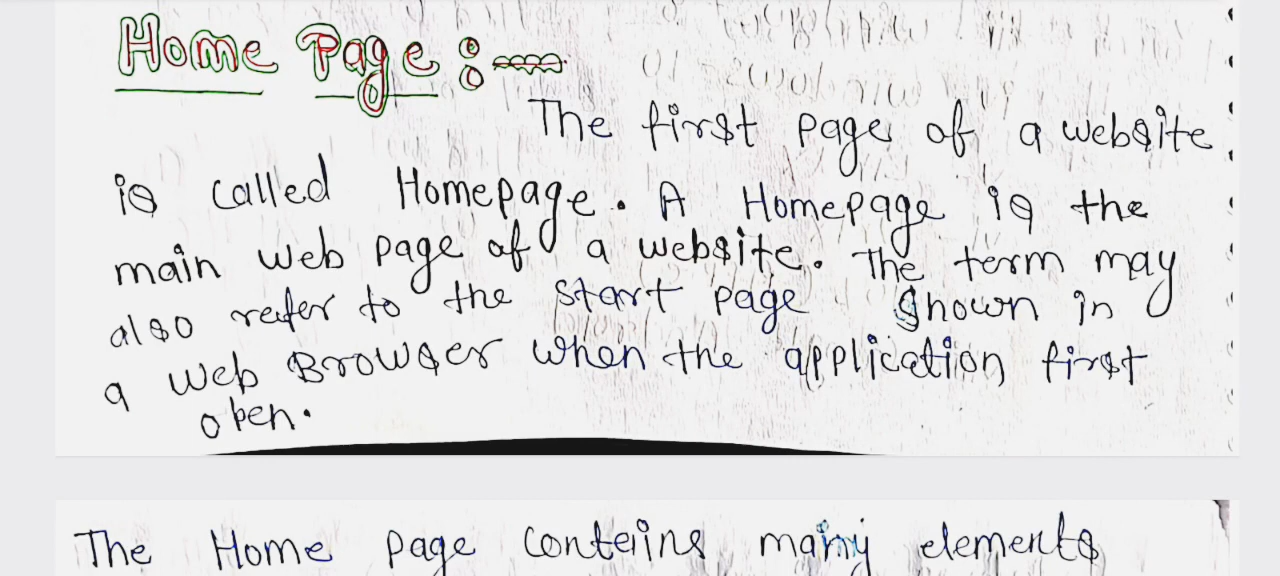 Home Page :-
The first page of a website
is called Homepage. A Homepage is the
main web page of a website. The term may
also refer to the start page shown in
a web Browser when the application first
open.
The Home page conteins many elements